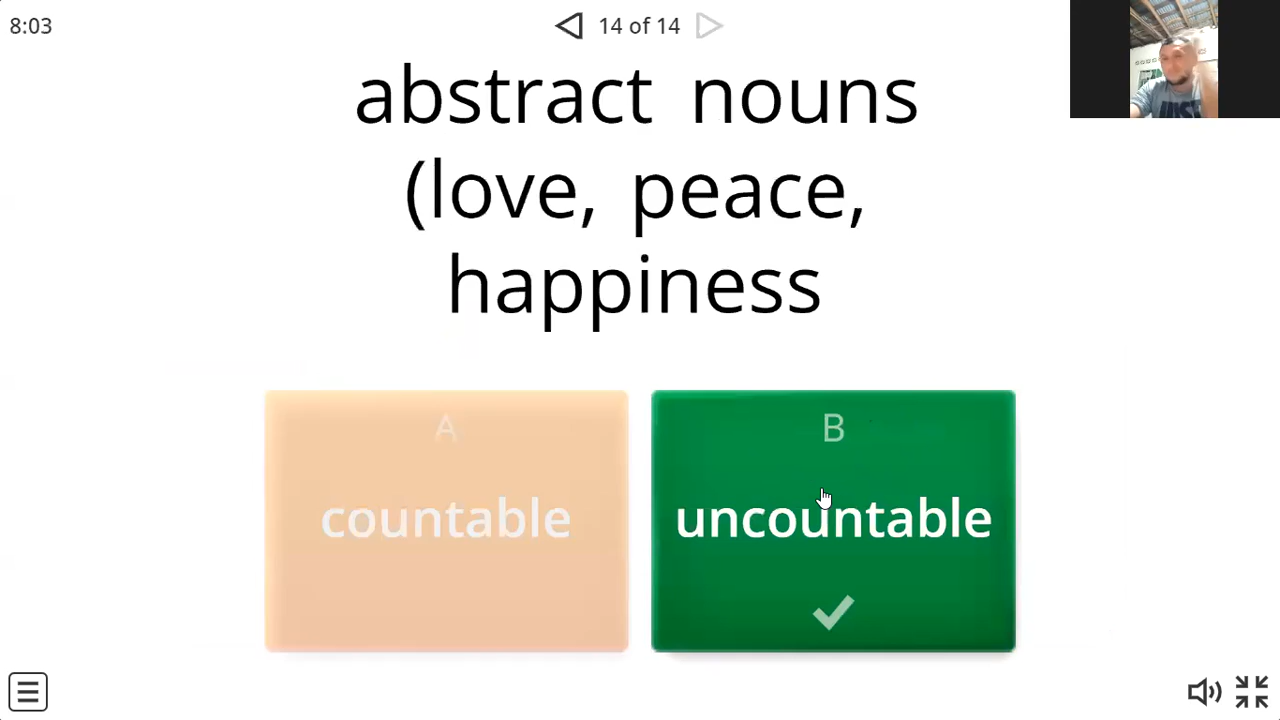 8:03
14 of 14
abstract nouns
(love, peace,
happiness
A
B
countable
uncountable